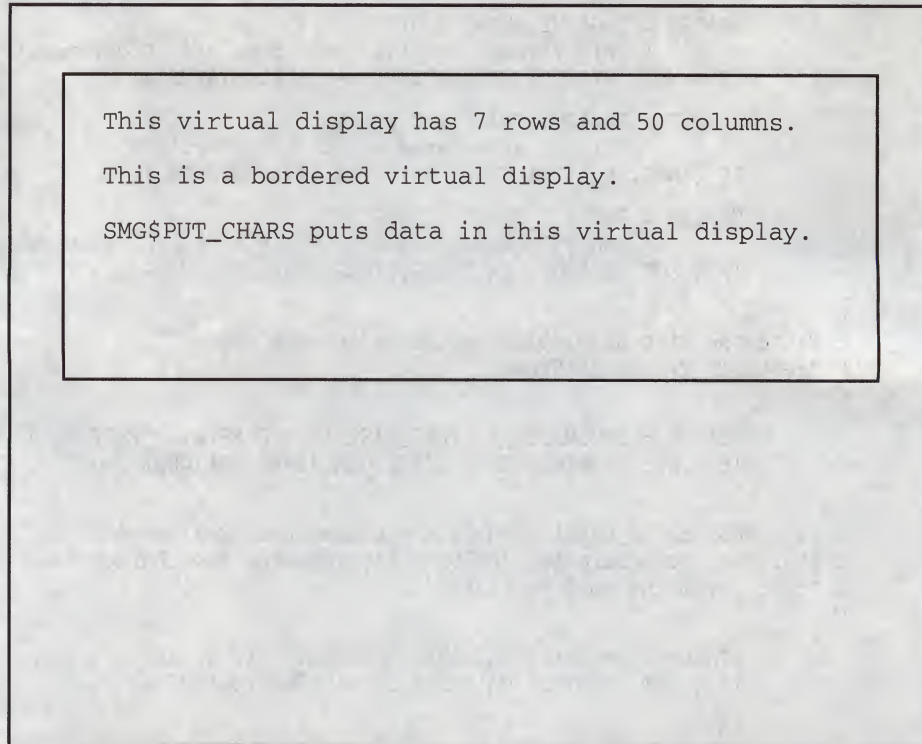 This virtual display has 7 rows and 50 columns.
This is a bordered virtual display.
SMG$PUT_CHARS puts data in this virtual display.